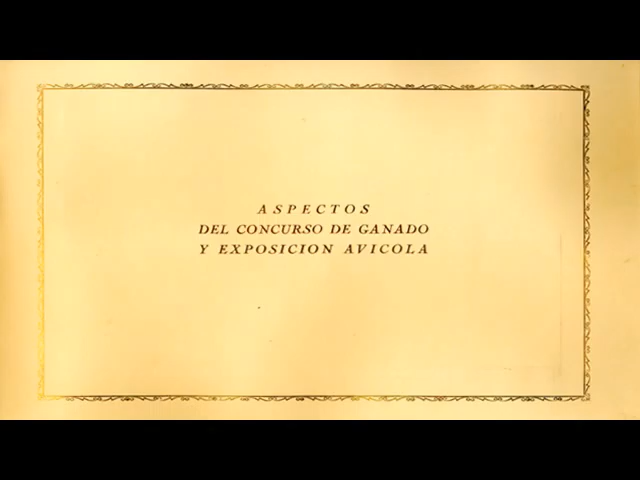 ASPECTOS
DEL CONCURSO DE GANADO
Y EXPOSICION AVICOLA